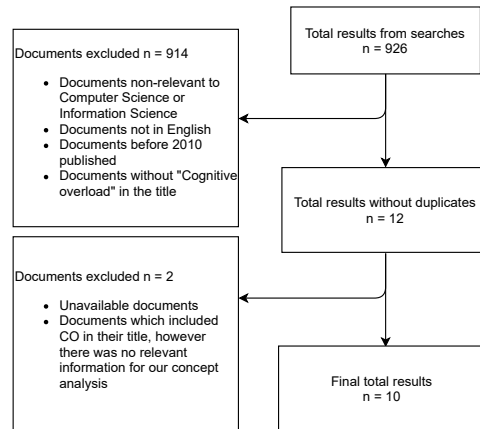 Total results from searches
n = 926
Documents excluded n = 914
• Documents non-relevant to
Computer Science or
Information Science
• Documents not in English
• Documents before 2010
published
• Documents without "Cognitive
overload" in the title
Total results without duplicates
n = 12
Documents excluded n = 2
• Unavailable documents
• Documents which included
CO in their title, however
there was no relevant
information for our concept
analysis
Final total results
n = 10